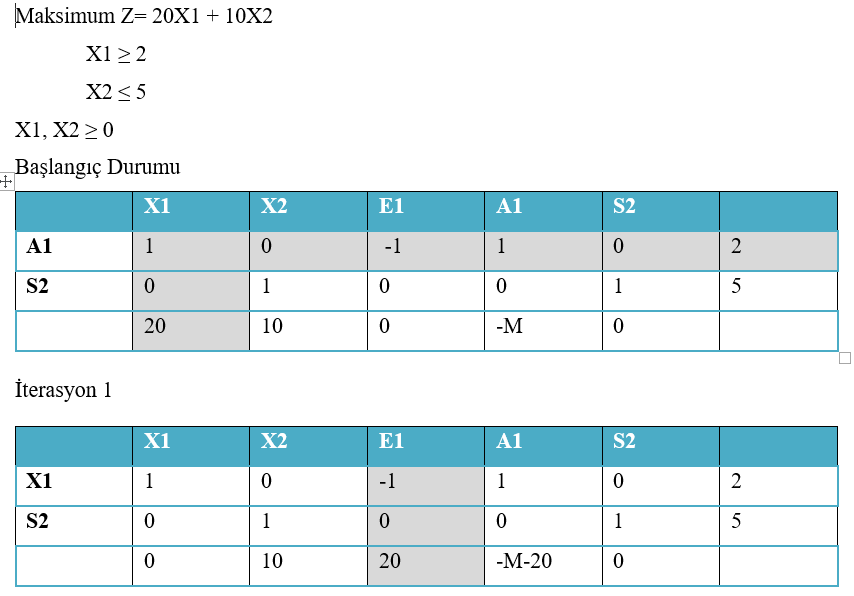 Maksimum Z= 20X1 + 10X2
X1 ≥ 2
X2 ≤ 5
X1, X2 ≥ 0
Başlangıç Durumu
X1 X2 E1 A1 S2
A1 1 0 -1 1 0 2
S2 0 1 0 0 1 5
20 10 0 -M 0
İterasyon 1
X1 X2 E1 A1 S2
X1 1 0 -1 1 0 2
S2 0 1 0 0 1 5
0 10 20 -M-20 0